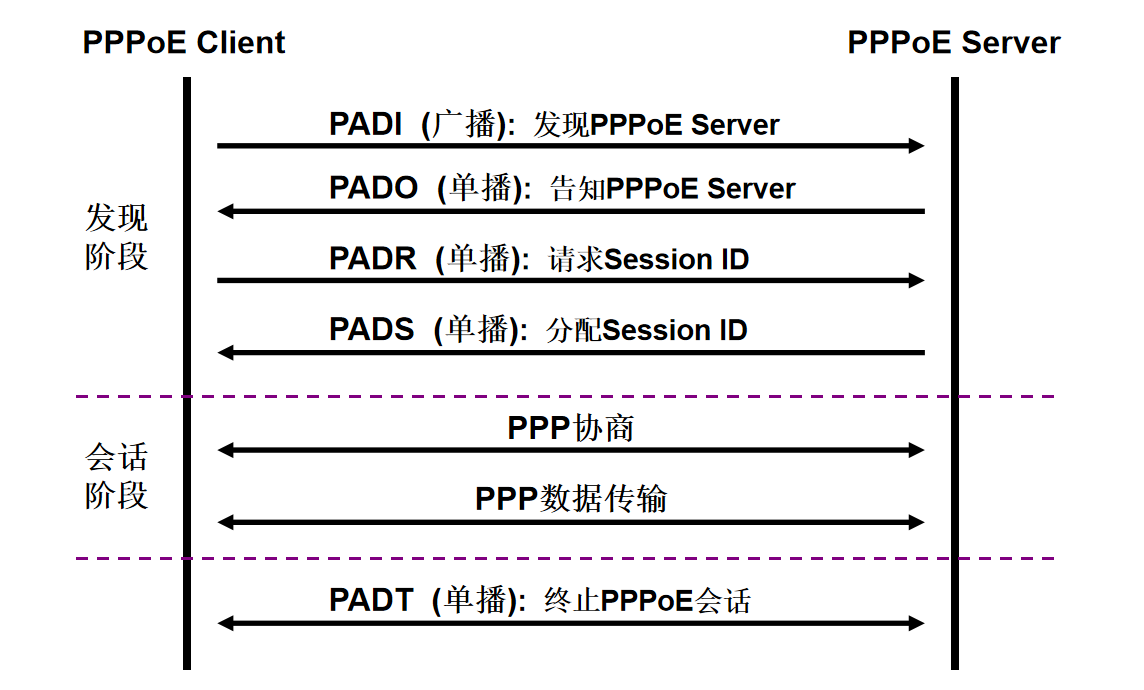 PPPoE Client
PPPoE Server
PADI (广播): 发现PPPoE Server
PADO (单播): 告知PPPoE Server
发现
阶段
PADR (单播): 请求Session ID
PADS (单播): 分配Session ID
PPP协商
会话
阶段
PPP数据传输
PADT (单播): 终止PPPoE会话